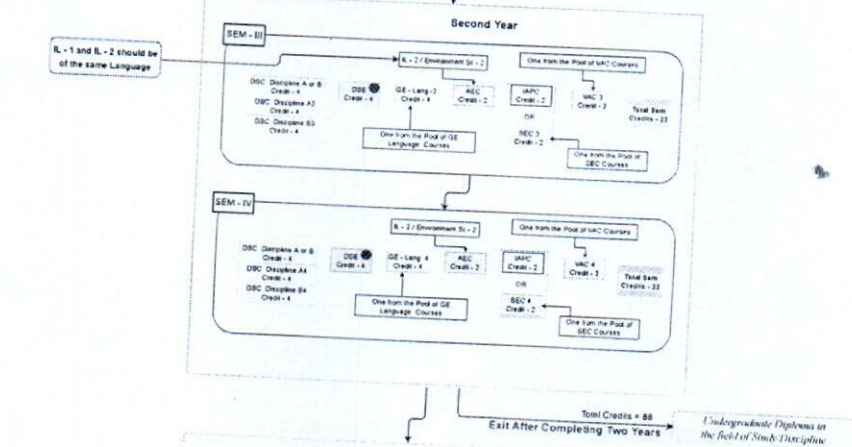 Second Year
SEM - III
IL - 1 and IL - 2 should be
of the same Language
IL - 2 / Environment Sc - 2
One from the Pool of VAC Courses
DSC Discipline A or B
Credit - 4
DSC Discipline A3
Credit - 4
DSC Discipline B3
Credit - 4
DSE
Credit - 4
GE - Lang -3
Credit - 4
AEC
Credit - 2
IAPC
Credit - 2
OR
SEC 3
Credit - 2
VAC 3
Credit - 2
Total Sem
Credits - 22
One from the Pool of GE
Language Courses
One from the Pool of
SEC Courses
SEM - IV
IL - 2 / Environment Sc - 2
One from the Pool of VAC Courses
DSC Discipline A or B
Credit - 4
DSC Discipline A4
Credit - 4
DSC Discipline B4
Credit - 4
DSE
Credit - 4
GE - Lang 4
Credit - 4
AEC
Credit - 2
IAPC
Credit - 2
OR
SEC 4
Credit - 2
VAC 4
Credit - 2
Total Sem
Credits - 22
One from the Pool of GE
Language Courses
One from the Pool of
SEC Courses
Total Credits = 88
Exit After Completing Two Years
Undergraduate Diploma in
the field of Study/Discipline